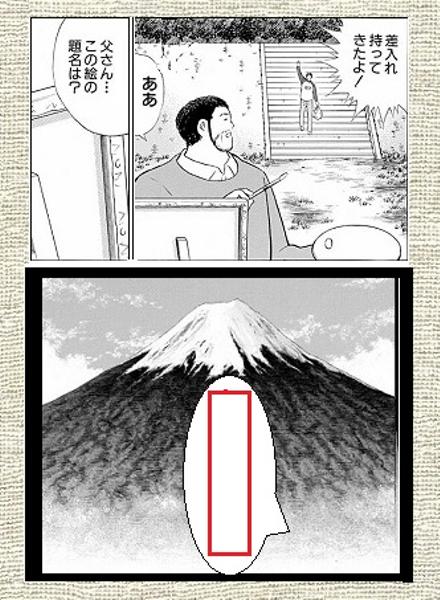 差入れ
持って
きたよ！
ああ
父さん…
この絵の
題名は？